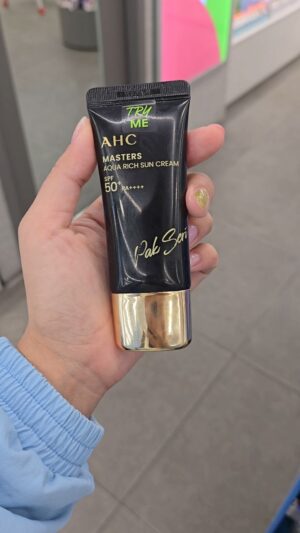 TRY
ME
AHC
MASTERS
AQUA RICH SUN CREAM
SPF
50+ PA++++
Pak Seri